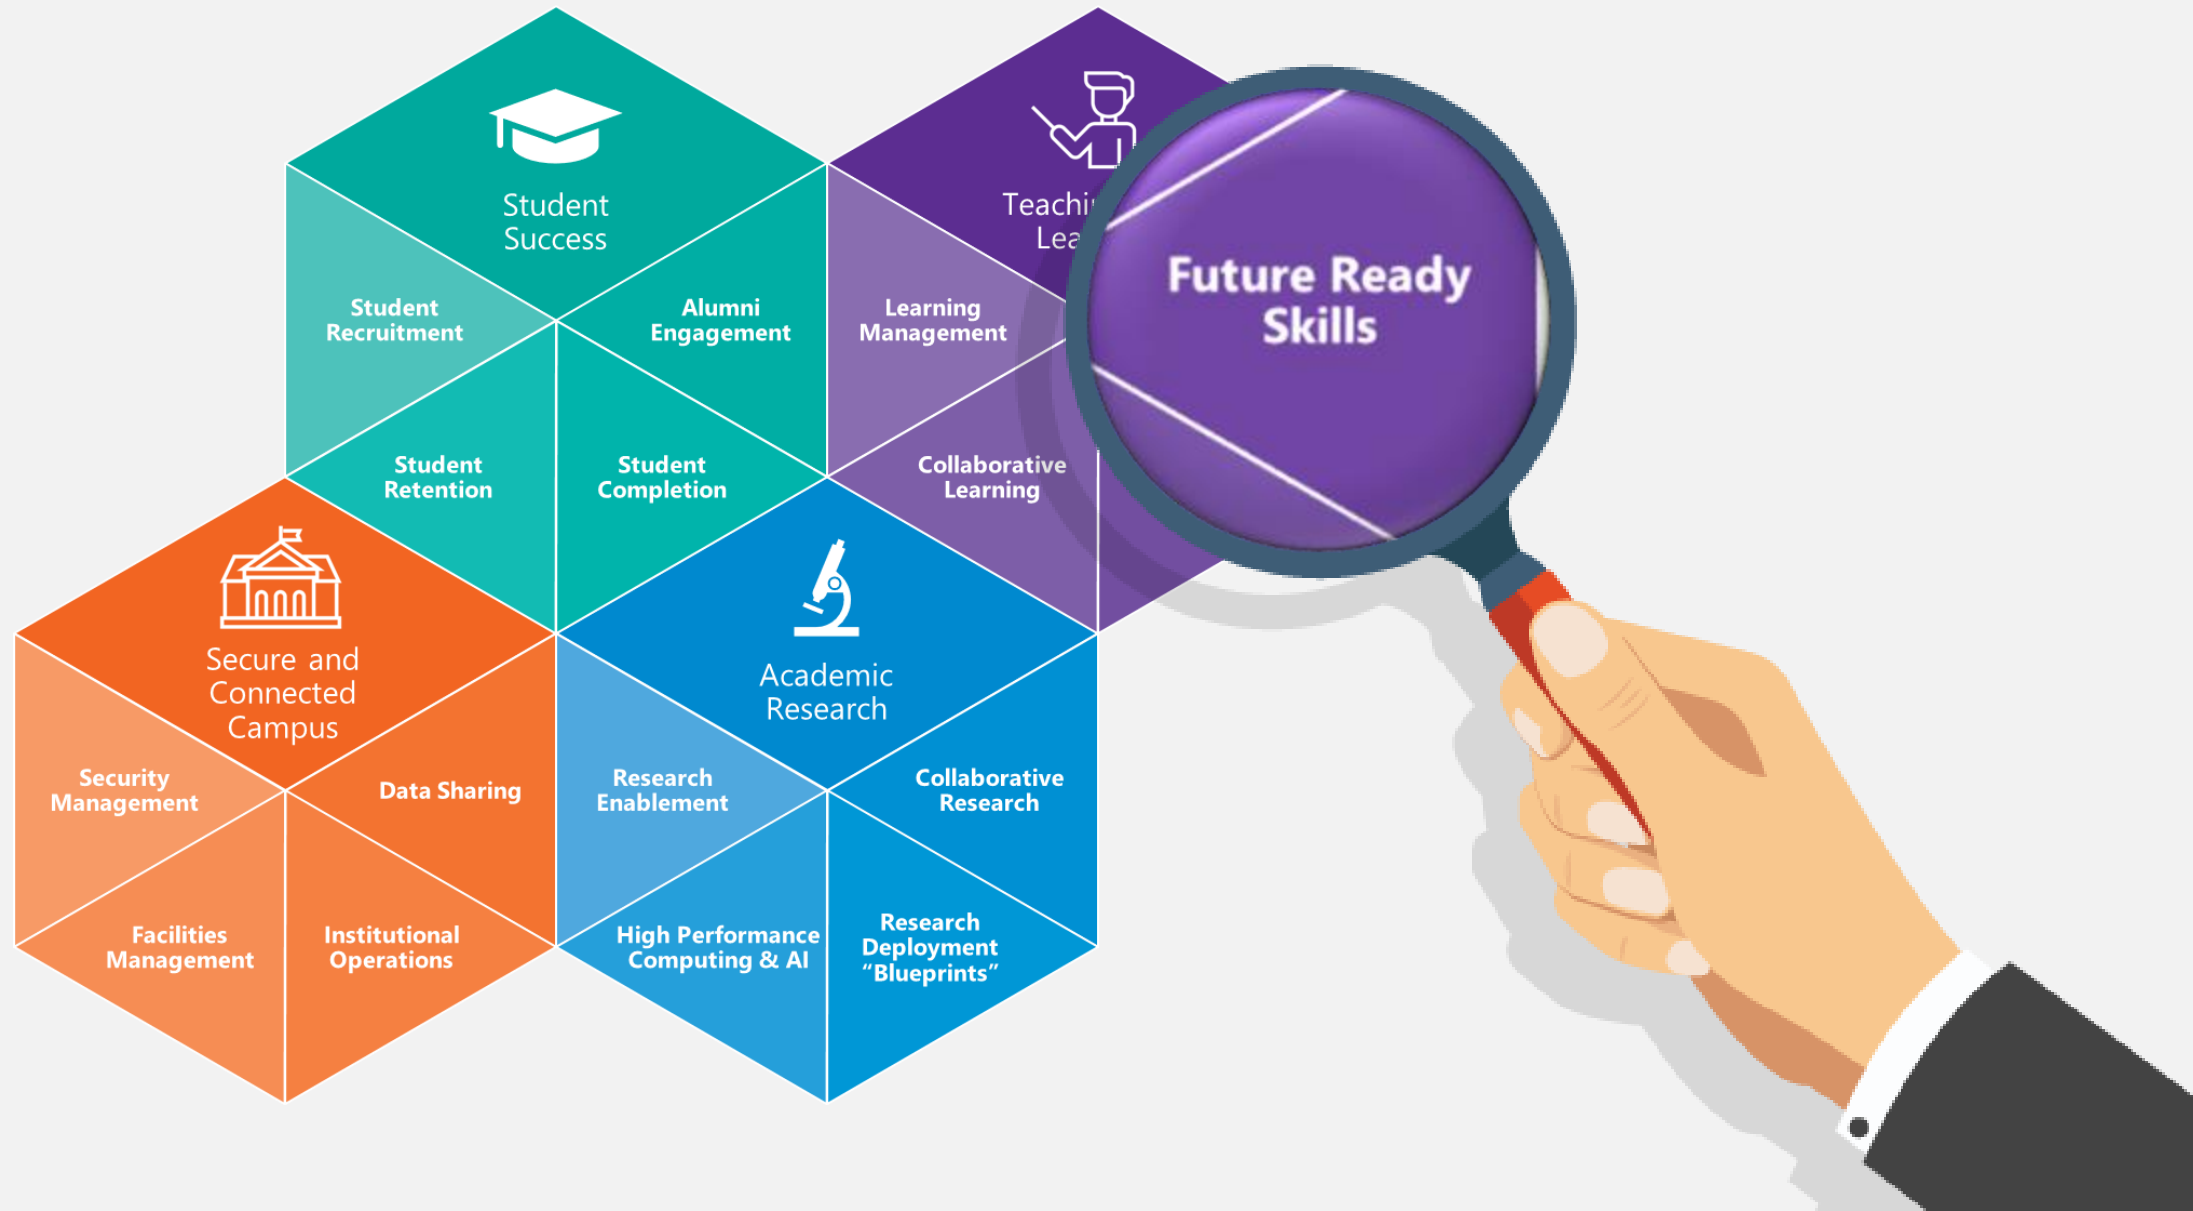 Student
Success
Student
Recruitment
Alumni
Engagement
Student
Retention
Student
Completion
Learning
Management
Collaborative
Learning
Future Ready
Skills
Secure and
Connected
Campus
Security
Management
Data Sharing
Facilities
Management
Institutional
Operations
Academic
Research
Research
Enablement
Collaborative
Research
High Performance
Computing & AI
Research
Deployment
“Blueprints”